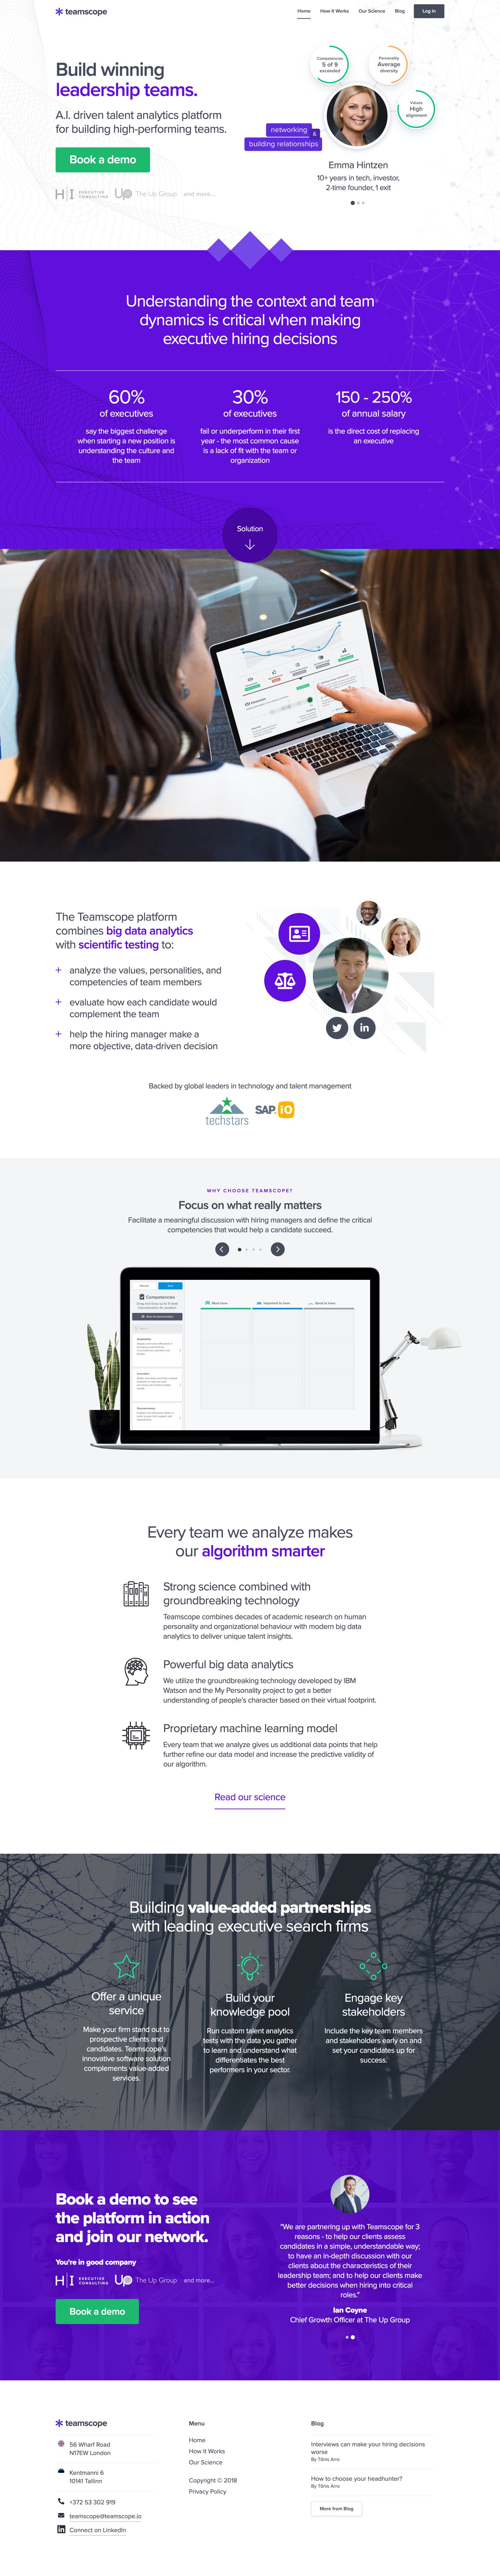 teamscope
Home How It Works Our Science Blog Log in
Build winning
leadership teams.
A.I. driven talent analytics platform
for building high-performing teams.
Book a demo
H I EXECUTIVE CONSULTING UP The Up Group and more...
Competencies
5 of 9
exceeded
Personality
Average
diversity
Values
High
alignment
networking
&
building relationships
Emma Hintzen
10+ years in tech, investor,
2-time founder, 1 exit
Understanding the context and team
dynamics is critical when making
executive hiring decisions
60%
of executives
say the biggest challenge
when starting a new position is
understanding the culture and
the team
30%
of executives
fail or underperform in their first
year - the most common cause
is a lack of fit with the team or
organization
150 - 250%
of annual salary
is the direct cost of replacing
an executive
Solution
The Teamscope platform
combines big data analytics
with scientific testing to:
+ analyze the values, personalities, and
competencies of team members
+ evaluate how each candidate would
complement the team
+ help the hiring manager make a
more objective, data-driven decision
Backed by global leaders in technology and talent management
techstars
SAP.iO
WHY CHOOSE TEAMSCOPE?
Focus on what really matters
Facilitate a meaningful discussion with hiring managers and define the critical
competencies that would help a candidate succeed.
Competencies
Must have
Important to have
Good to have
Every team we analyze makes
our algorithm smarter
Strong science combined with
groundbreaking technology
Teamscope combines decades of academic research on human
personality and organizational behaviour with modern big data
analytics to deliver unique talent insights.
Powerful big data analytics
We utilize the groundbreaking technology developed by IBM
Watson and the My Personality project to get a better
understanding of people's character based on their virtual footprint.
Proprietary machine learning model
Every team that we analyze gives us additional data points that help
further refine our data model and increase the predictive validity of
our algorithm.
Read our science
Building value-added partnerships
with leading executive search firms
Offer a unique
service
Make your firm stand out to
prospective clients and
candidates. Teamscope's
innovative software solution
complements value-added
services.
Build your
knowledge pool
Run custom talent analytics
tests with the data you gather
to learn and understand what
differentiates the best
performers in your sector.
Engage key
stakeholders
Include the key team members
and stakeholders early on and
set your candidates up for
success.
Book a demo to see
the platform in action
and join our network.
You're in good company
H I EXECUTIVE CONSULTING UP The Up Group and more...
Book a demo
"We are partnering up with Teamscope for 3
reasons - to help our clients assess
candidates in a simple, understandable way;
to have an in-depth discussion with our
clients about the characteristics of their
leadership team; and to help our clients make
better decisions when hiring into critical
roles."
Ian Coyne
Chief Growth Officer at The Up Group
teamscope
56 Wharf Road
N17EW London
Kentmanni 6
10141 Tallinn
+372 53 302 919
teamscope@teamscope.io
Connect on LinkedIn
Menu
Home
How It Works
Our Science
Copyright © 2018
Privacy Policy
Blog
Interviews can make your hiring decisions
worse
By Tõnis Arro
How to choose your headhunter?
By Tõnis Arro
More from Blog